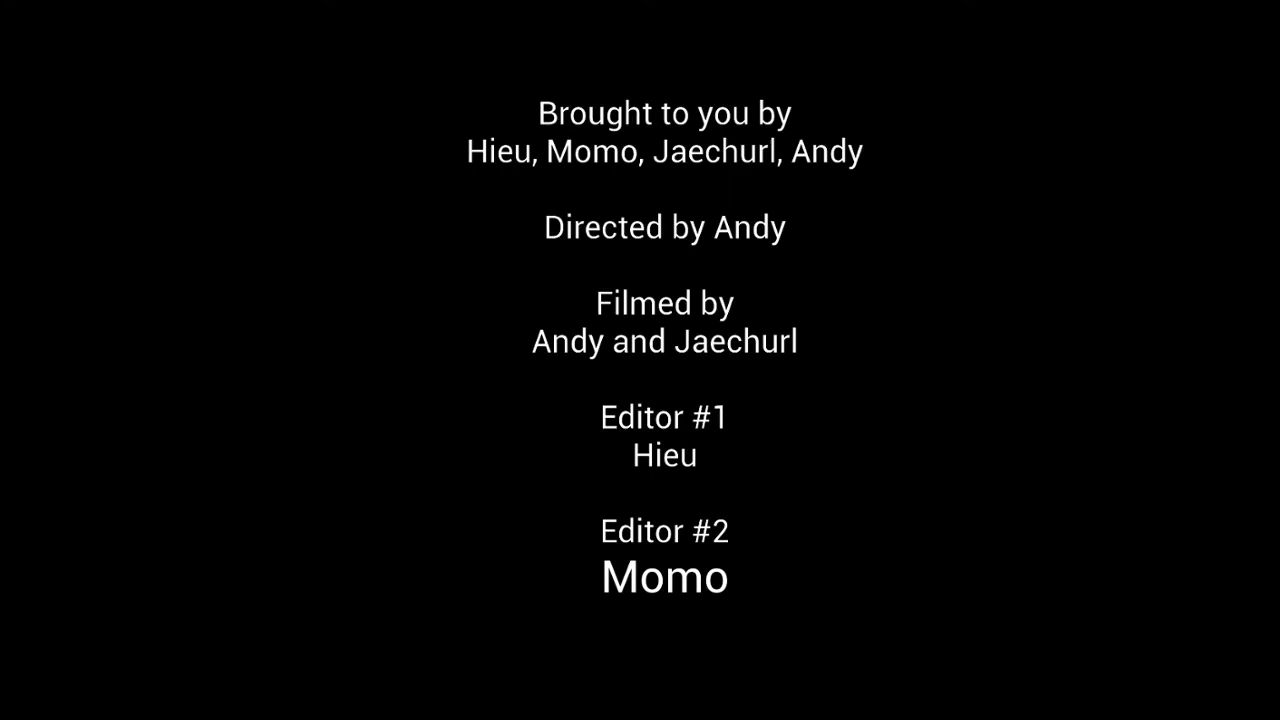 Brought to you by
Hieu, Momo, Jaechurl, Andy
Directed by Andy
Filmed by
Andy and Jaechurl
Editor #1
Hieu
Editor #2
Momo